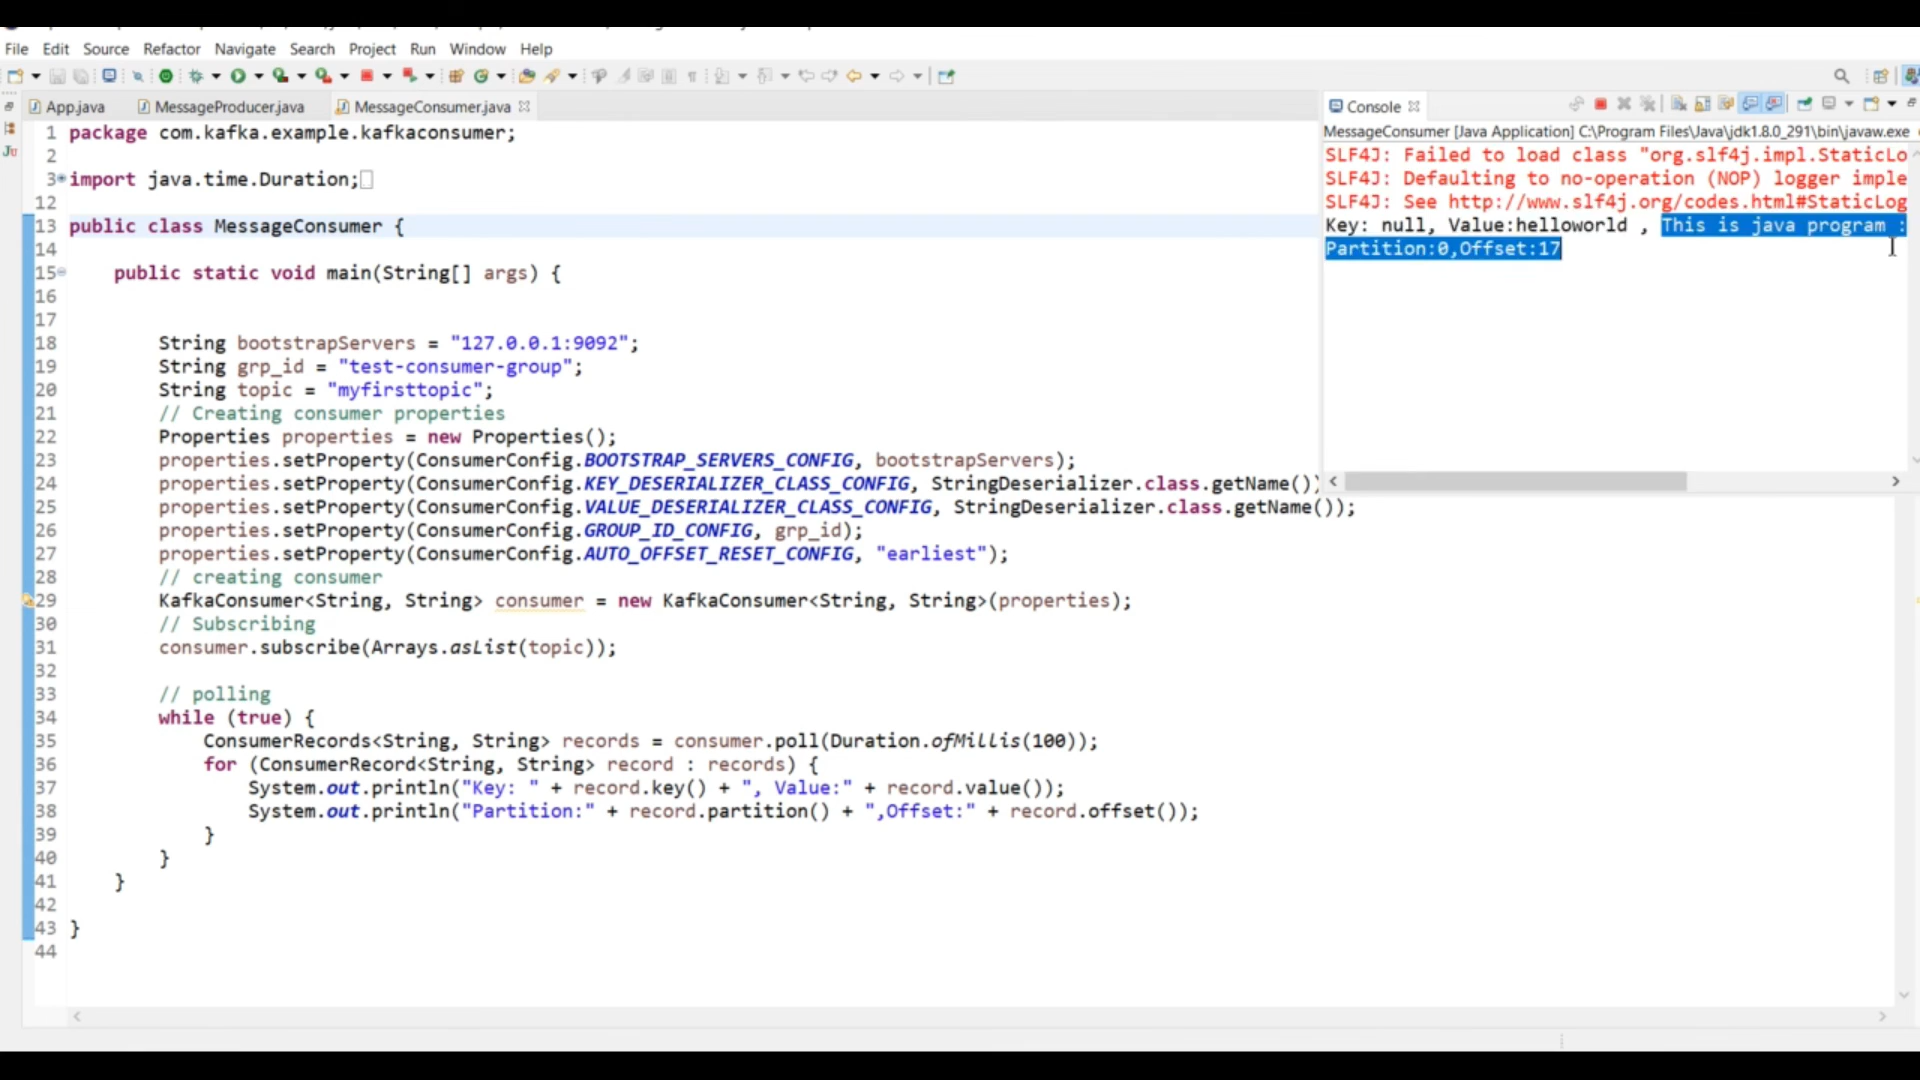 File Edit Source Refactor Navigate Search Project Run Window Help
App.java MessageProducer.java MessageConsumer.java
1 package com.kafka.example.kafkaconsumer;
2
3 import java.time.Duration;
12
13 public class MessageConsumer {
14
15 public static void main(String[] args) {
16
17
18 String bootstrapServers = "127.0.0.1:9092";
19 String grp_id = "test-consumer-group";
20 String topic = "myfirsttopic";
21 // Creating consumer properties
22 Properties properties = new Properties();
23 properties.setProperty(ConsumerConfig.BOOTSTRAP_SERVERS_CONFIG, bootstrapServers);
24 properties.setProperty(ConsumerConfig.KEY_DESERIALIZER_CLASS_CONFIG, StringDeserializer.class.getName())
25 properties.setProperty(ConsumerConfig.VALUE_DESERIALIZER_CLASS_CONFIG, StringDeserializer.class.getName());
26 properties.setProperty(ConsumerConfig.GROUP_ID_CONFIG, grp_id);
27 properties.setProperty(ConsumerConfig.AUTO_OFFSET_RESET_CONFIG, "earliest");
28 // creating consumer
29 KafkaConsumer<String, String> consumer = new KafkaConsumer<String, String>(properties);
30 // Subscribing
31 consumer.subscribe(Arrays.asList(topic));
32
33 // polling
34 while (true) {
35 ConsumerRecords<String, String> records = consumer.poll(Duration.ofMillis(100));
36 for (ConsumerRecord<String, String> record : records) {
37 System.out.println("Key: " + record.key() + ", Value:" + record.value());
38 System.out.println("Partition:" + record.partition() + ",Offset:" + record.offset());
39 }
40 }
41 }
42
43 }
44
Console
MessageConsumer [Java Application] C:\Program Files\Java\jdk1.8.0_291\bin\javaw.exe
SLF4J: Failed to load class "org.slf4j.impl.StaticLo
SLF4J: Defaulting to no-operation (NOP) logger imple
SLF4J: See http://www.slf4j.org/codes.html#StaticLog
Key: null, Value:helloworld , This is java program :
Partition:0,Offset:17